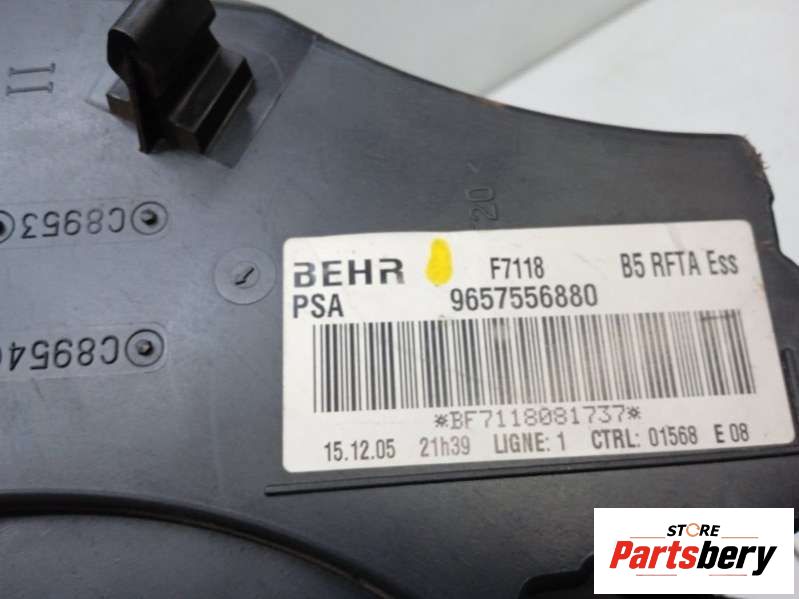 II
C8953
C8954
20
BEHR F7118 B5 RFTA Ess
PSA 9657556880
*BF7118081737*
15.12.05 21h39 LIGNE: 1 CTRL: 01568 E 08
STORE
Partsbery